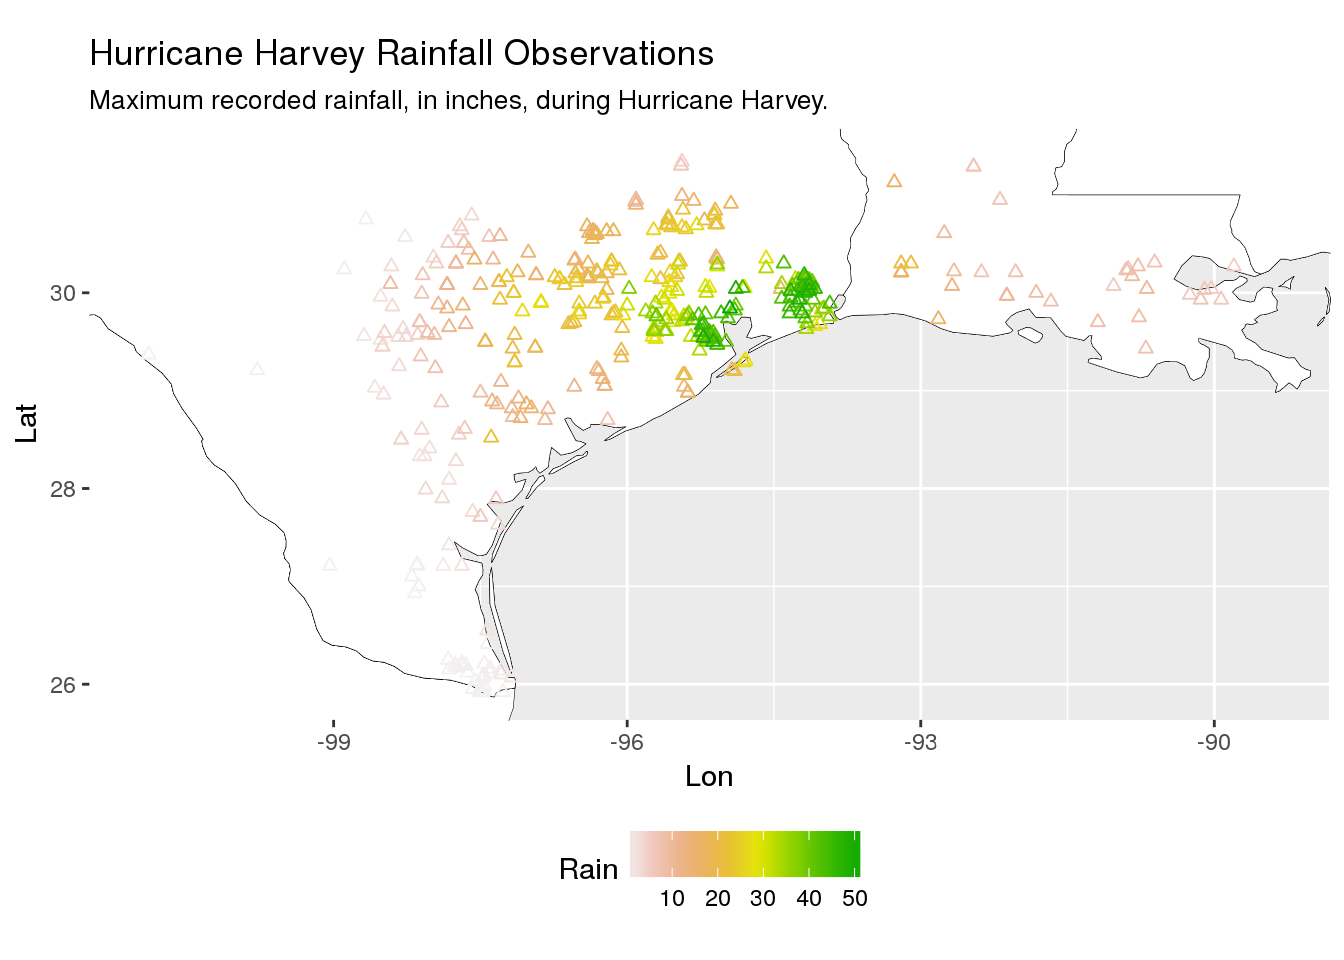 Hurricane Harvey Rainfall Observations
Maximum recorded rainfall, in inches, during Hurricane Harvey.
Lat
30
28
26
-99 -96 -93 -90
Lon
Rain
10 20 30 40 50